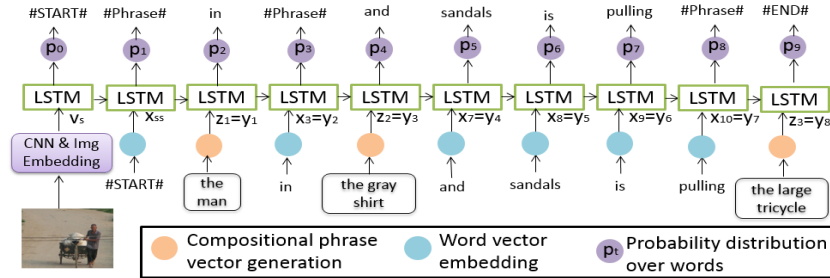 #START# #Phrase# in #Phrase# and sandals is pulling #Phrase# #END#
p0 p1 p2 p3 p4 p5 p6 p7 p8 p9
LSTM LSTM LSTM LSTM LSTM LSTM LSTM LSTM LSTM LSTM
vs xss z1=y1 x3=y2 z2=y3 x7=y4 x8=y5 x9=y6 x10=y7 z3=y8
CNN & Img
Embedding
#START#
the
man
in
the gray
shirt
and
sandals
is
pulling
the large
tricycle
Compositional phrase
vector generation
Word vector
embedding
pt
Probability distribution
over words